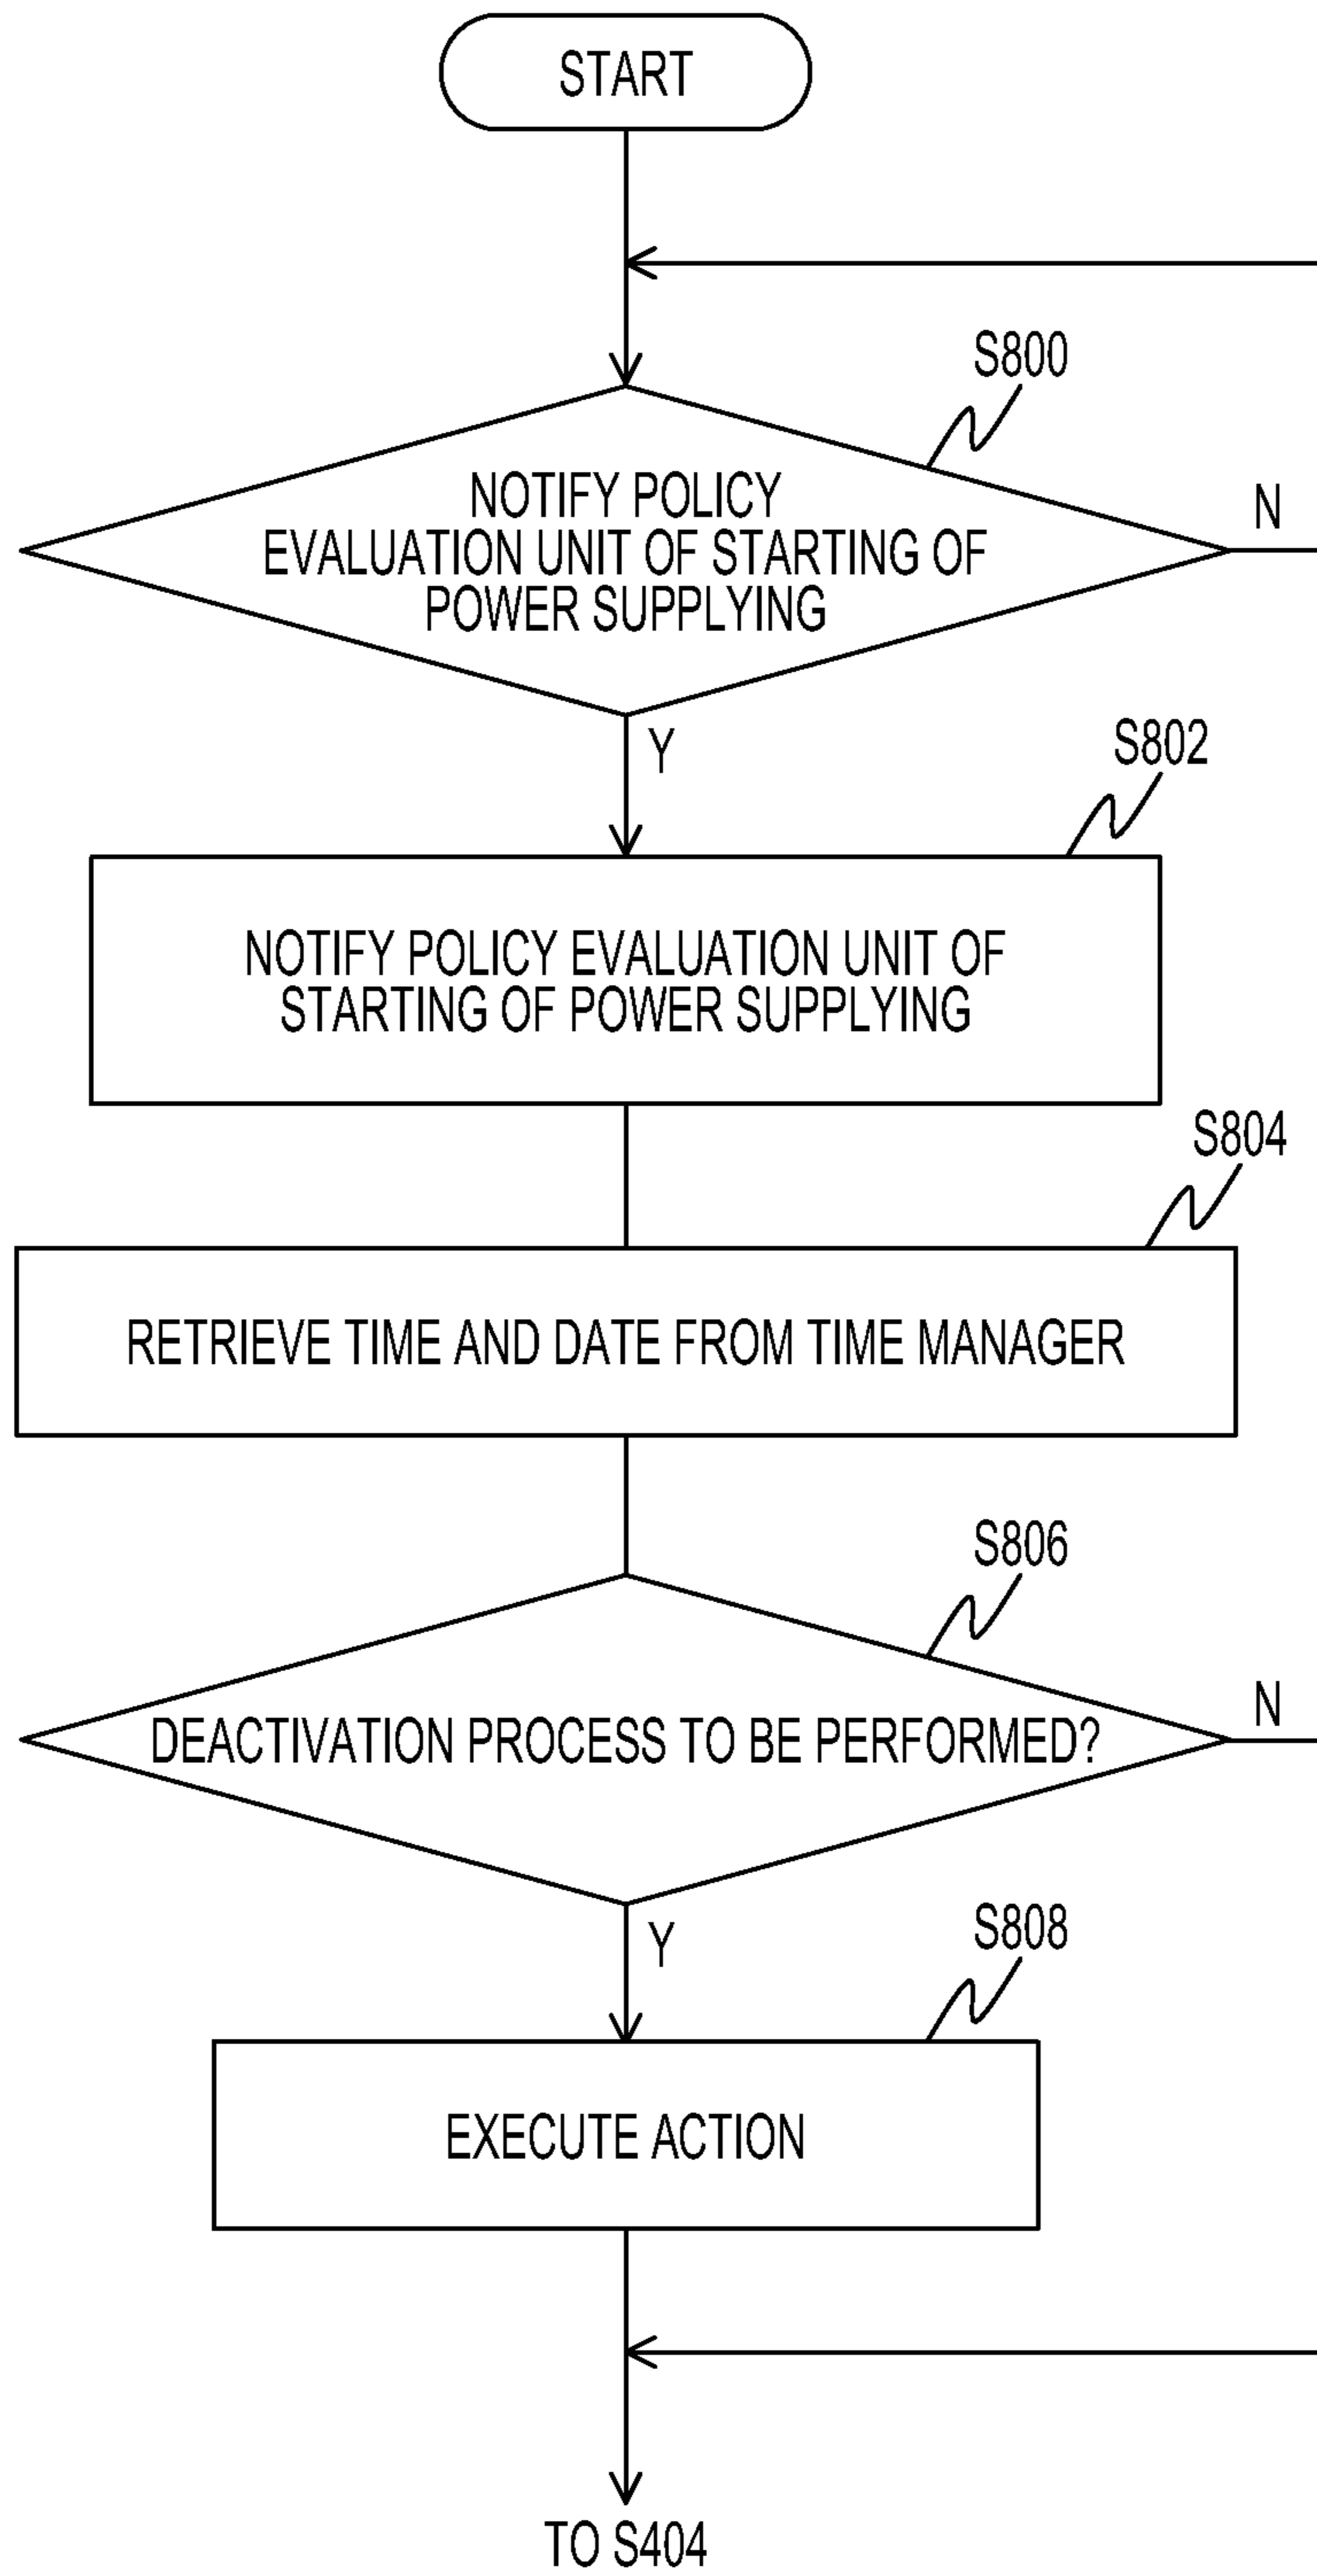 START
S800
NOTIFY POLICY
EVALUATION UNIT OF STARTING OF
POWER SUPPLYING
N
Y
S802
NOTIFY POLICY EVALUATION UNIT OF
STARTING OF POWER SUPPLYING
S804
RETRIEVE TIME AND DATE FROM TIME MANAGER
S806
DEACTIVATION PROCESS TO BE PERFORMED?
N
Y
S808
EXECUTE ACTION
TO S404